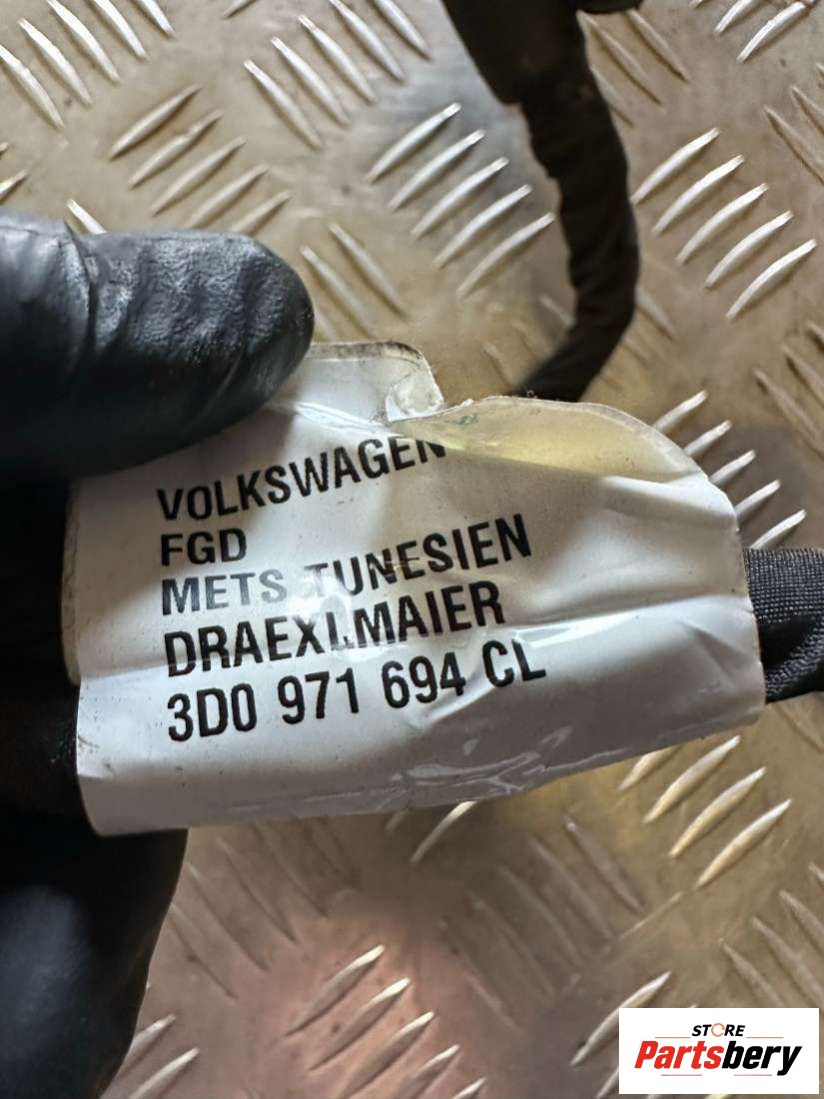 VOLKSWAGEN
FGD
METS TUNESIEN
DRAEXLMAIER
3D0 971 694 CL
STORE
Partsbery